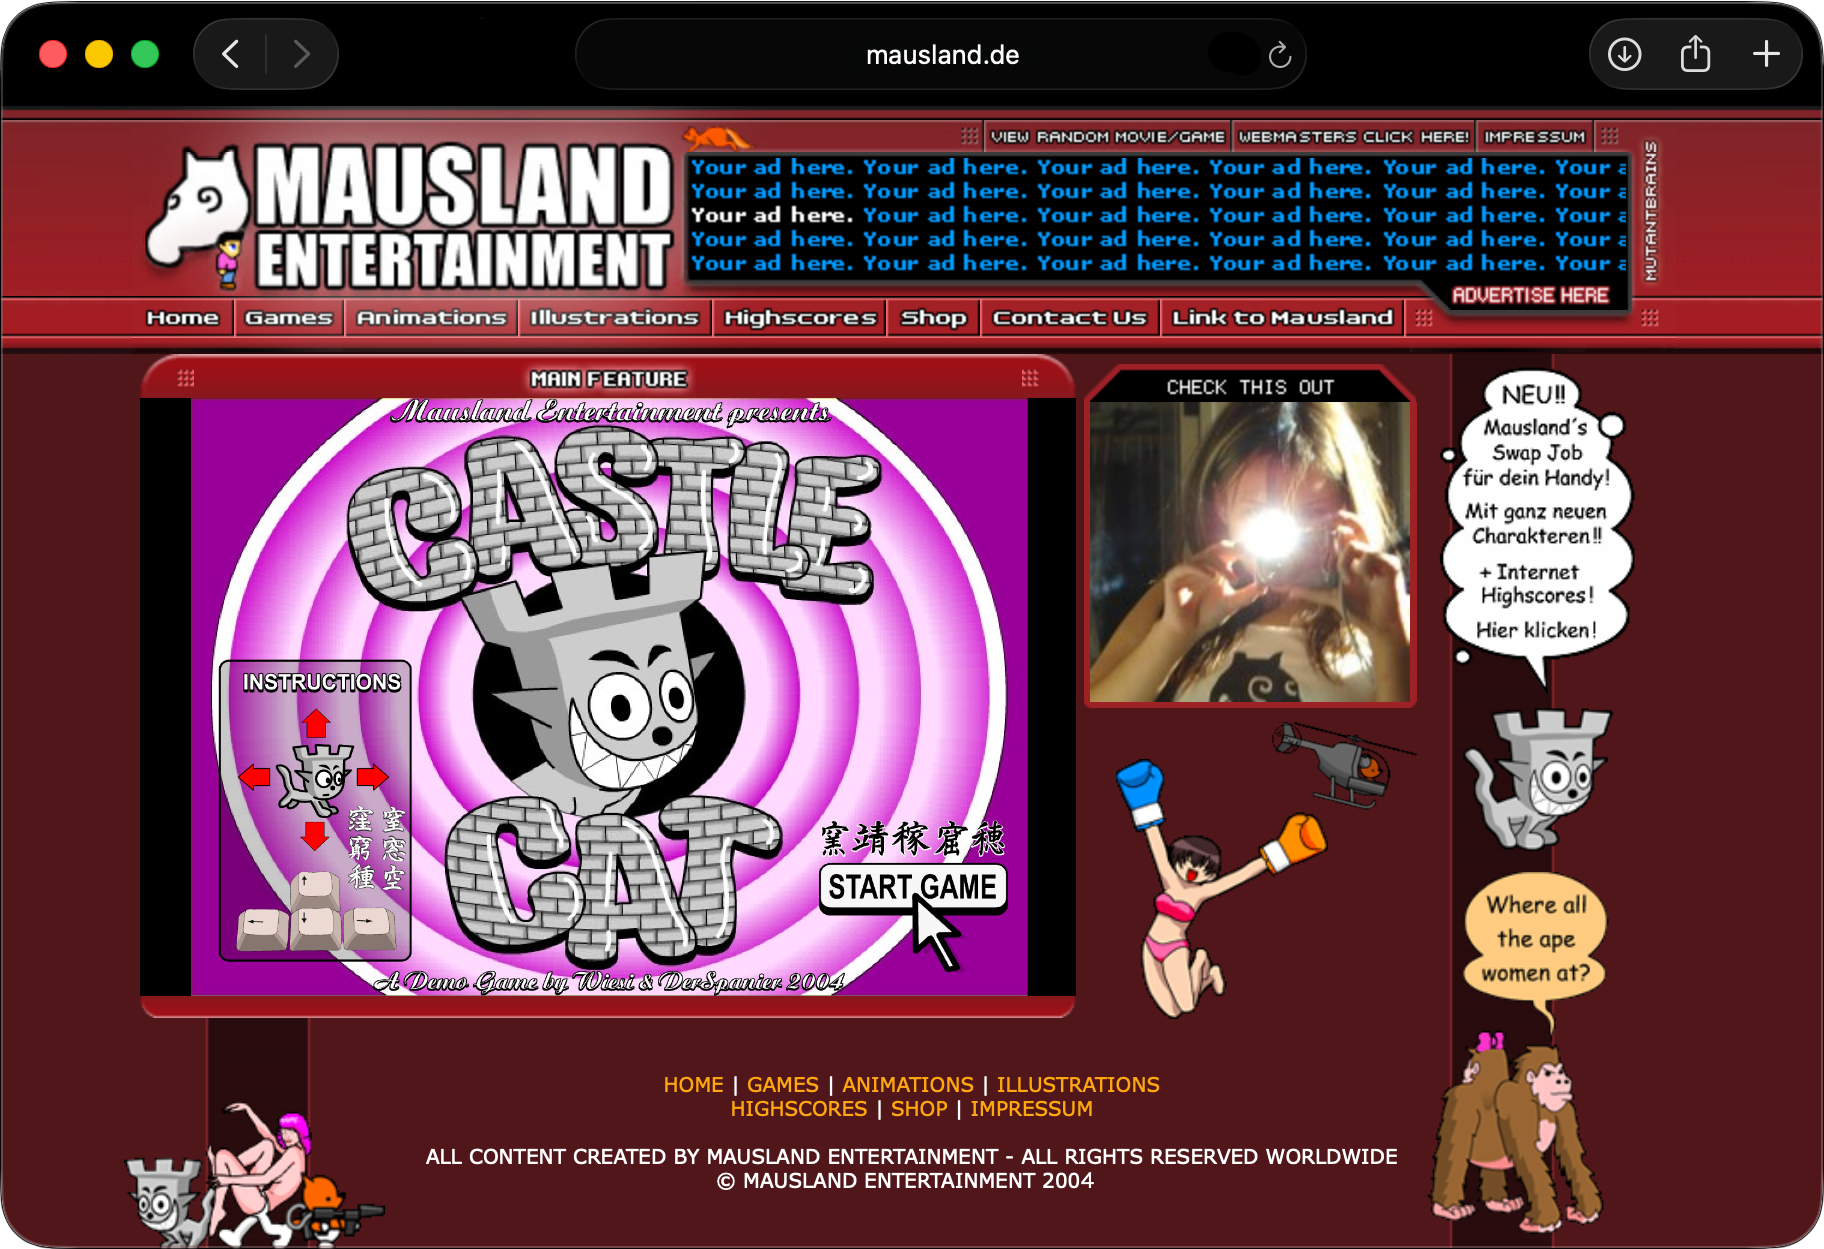 mausland.de
VIEW RANDOM MOVIE/GAME
WEBMASTERS CLICK HERE!
IMPRESSUM
MAUSLAND
ENTERTAINMENT
Your ad here. Your ad here. Your ad here. Your ad here. Your ad here. Your a
Your ad here. Your ad here. Your ad here. Your ad here. Your ad here. Your a
Your ad here. Your ad here. Your ad here. Your ad here. Your ad here. Your a
Your ad here. Your ad here. Your ad here. Your ad here. Your ad here. Your a
Your ad here. Your ad here. Your ad here. Your ad here. Your ad here. Your a
MUTANTBRAINS
ADVERTISE HERE
Home
Games
Animations
Illustrations
Highscores
Shop
Contact Us
Link to Mausland
MAIN FEATURE
Mausland Entertainment presents
CASTLE
CAT
INSTRUCTIONS
窪 窒
窮 窓
種 空
窯靖稼窟穂
START GAME
A Demo Game by Wiesi & DerSpanier 2004
CHECK THIS OUT
NEU!!
Mausland´s
Swap Job
für dein Handy!
Mit ganz neuen
Charakteren!!
+ Internet
Highscores!
Hier klicken!
Where all
the ape
women at?
HOME | GAMES | ANIMATIONS | ILLUSTRATIONS
HIGHSCORES | SHOP | IMPRESSUM
ALL CONTENT CREATED BY MAUSLAND ENTERTAINMENT - ALL RIGHTS RESERVED WORLDWIDE
© MAUSLAND ENTERTAINMENT 2004